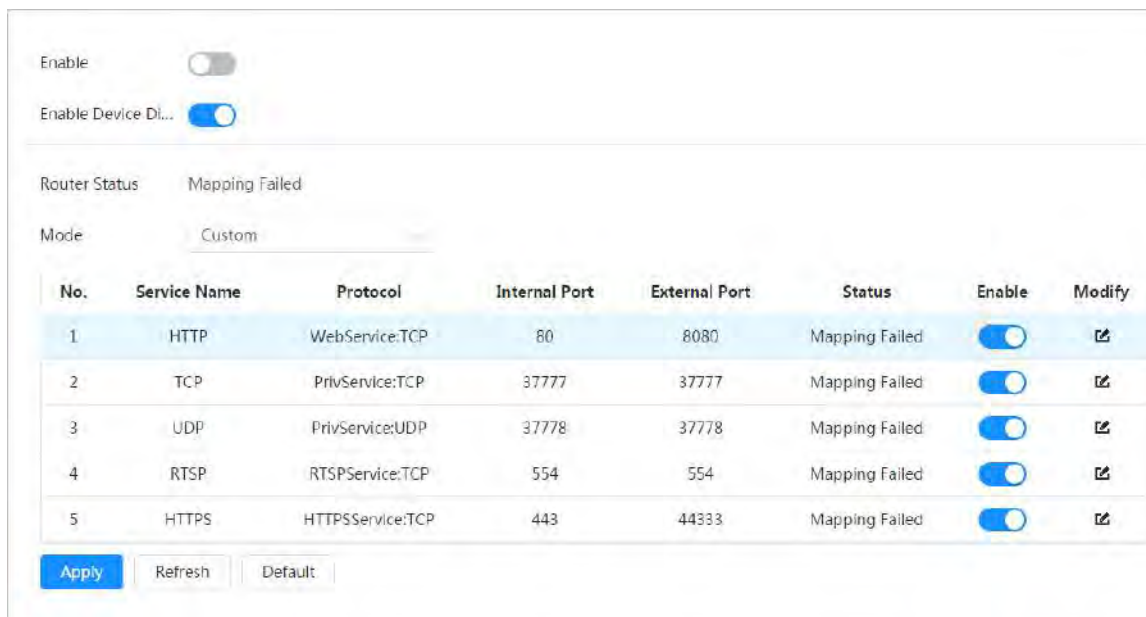 Enable
Enable Device Di...
Router Status Mapping Failed
Mode Custom
No. Service Name Protocol Internal Port External Port Status Enable Modify
1 HTTP WebService:TCP 80 8080 Mapping Failed
2 TCP PrivService:TCP 37777 37777 Mapping Failed
3 UDP PrivService:UDP 37778 37778 Mapping Failed
4 RTSP RTSPService:TCP 554 554 Mapping Failed
5 HTTPS HTTPSService:TCP 443 44333 Mapping Failed
Apply Refresh Default